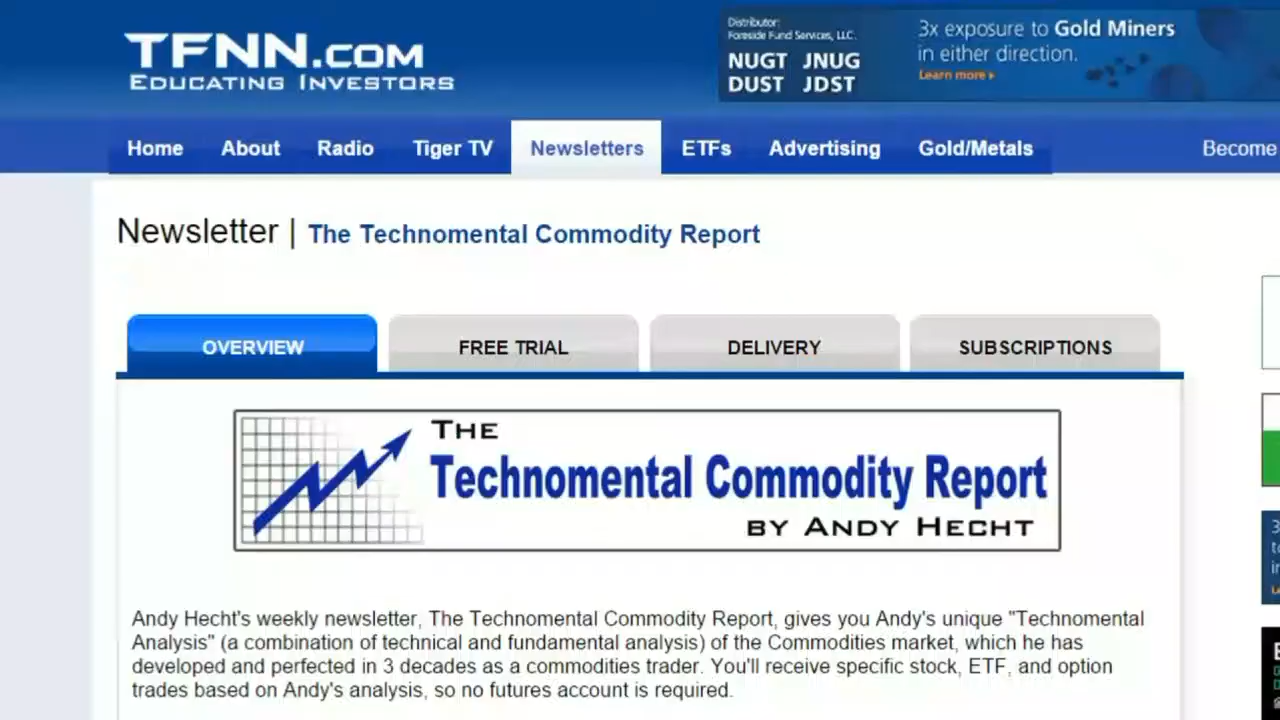 TFNN.COM
EDUCATING INVESTORS
Distributor:
Foreside Fund Services, LLC.
NUGT JNUG
DUST JDST
3x exposure to Gold Miners
in either direction.
Learn more
Home About Radio Tiger TV Newsletters ETFs Advertising Gold/Metals Become
Newsletter | The Technomental Commodity Report
OVERVIEW FREE TRIAL DELIVERY SUBSCRIPTIONS
THE
Technomental Commodity Report
BY ANDY HECHT
Andy Hecht's weekly newsletter, The Technomental Commodity Report, gives you Andy's unique "Technomental
Analysis" (a combination of technical and fundamental analysis) of the Commodities market, which he has
developed and perfected in 3 decades as a commodities trader. You'll receive specific stock, ETF, and option
trades based on Andy's analysis, so no futures account is required.